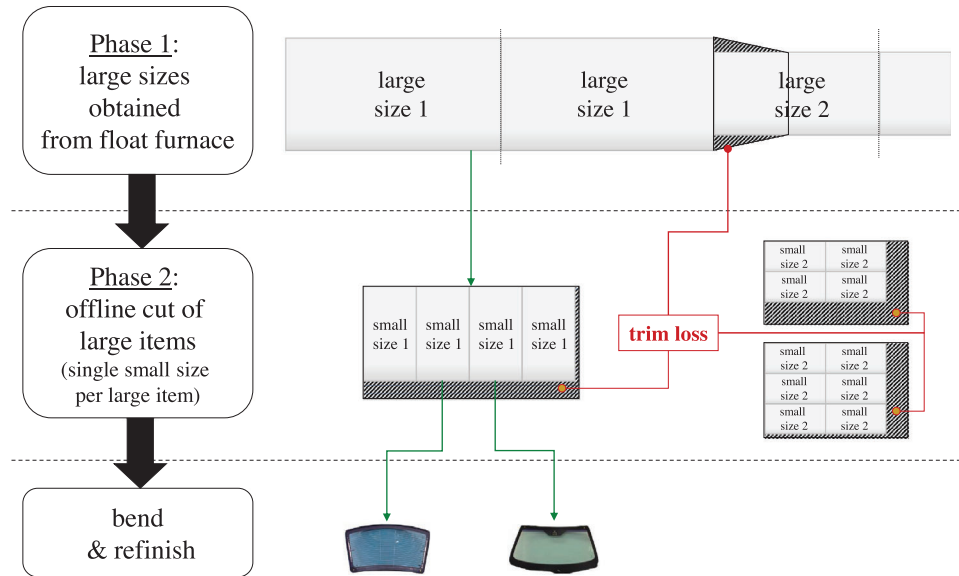 Phase 1:
large sizes
obtained
from float furnace
large
size 1
large
size 1
large
size 2
Phase 2:
offline cut of
large items
(single small size
per large item)
small
size 1
small
size 1
small
size 1
small
size 1
trim loss
small
size 2
small
size 2
small
size 2
small
size 2
small
size 2
small
size 2
small
size 2
small
size 2
small
size 2
small
size 2
bend
& refinish